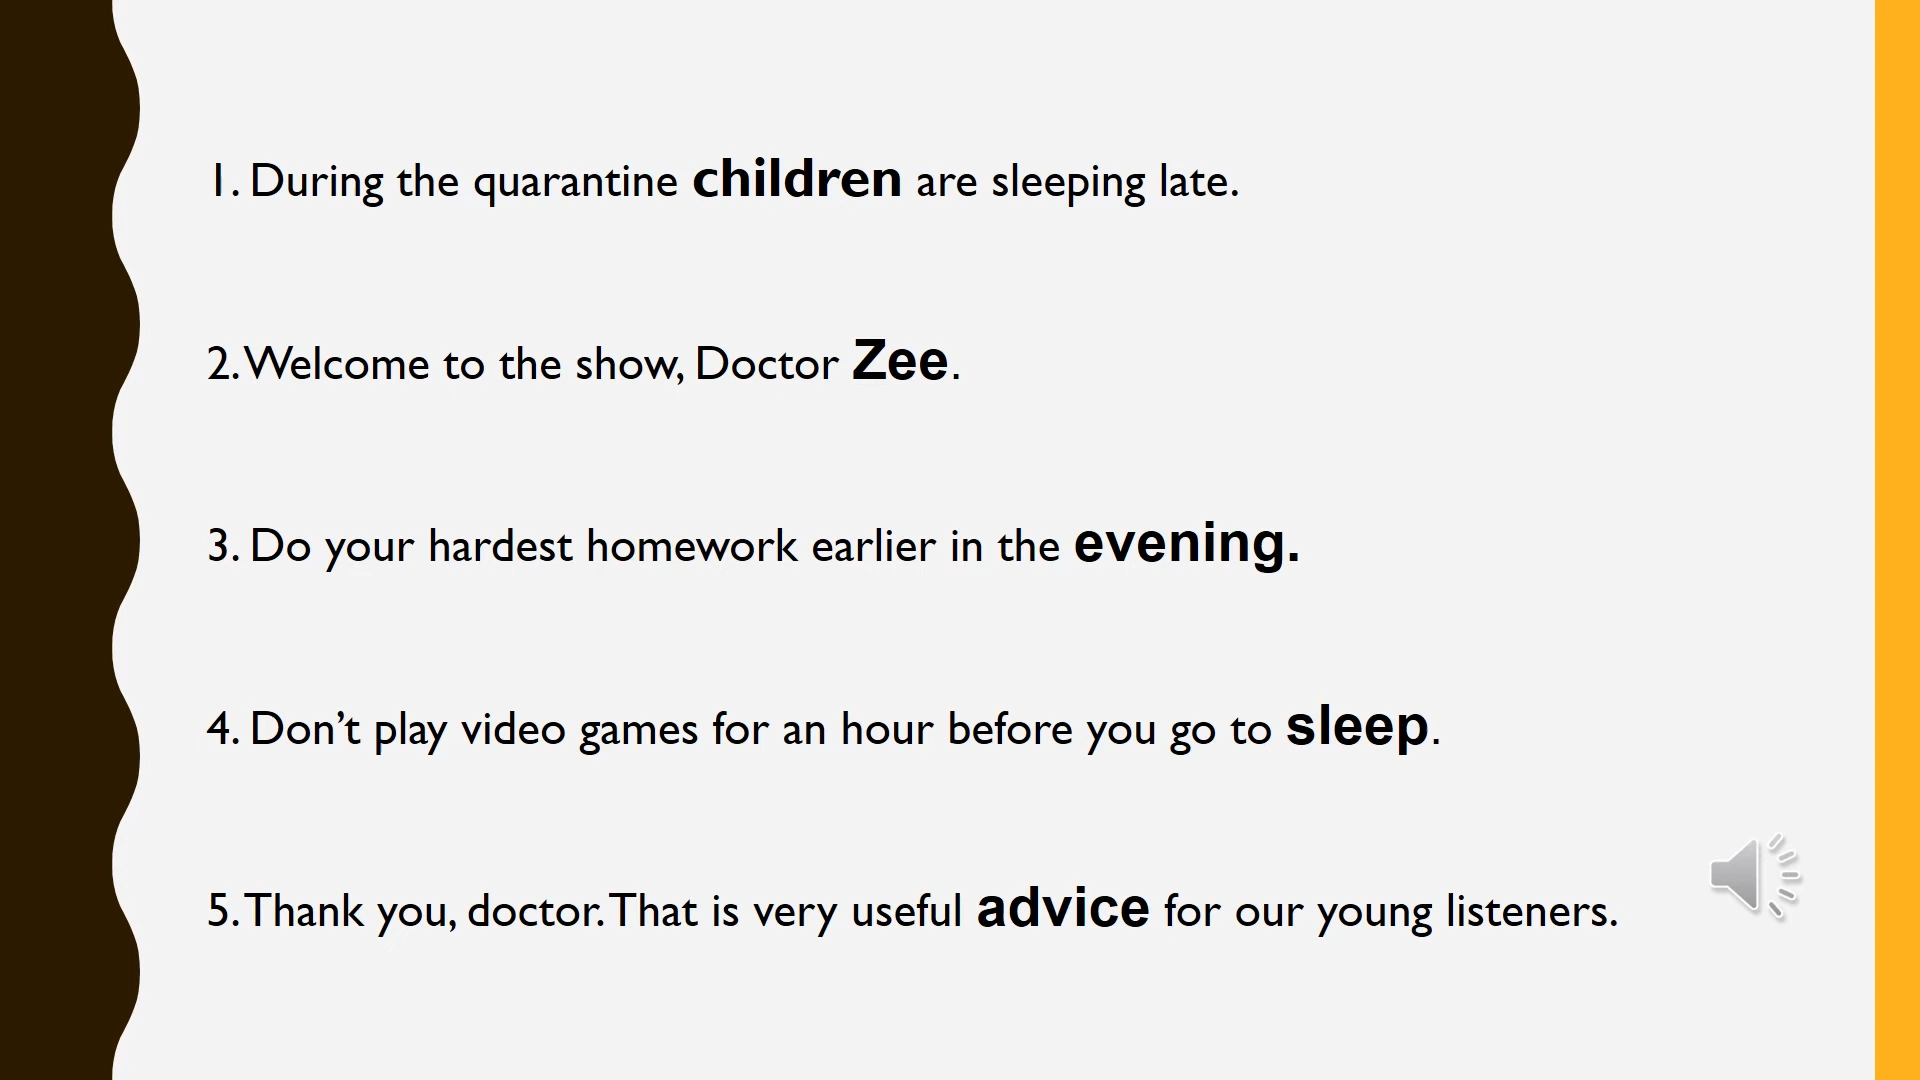 1. During the quarantine children are sleeping late.
2. Welcome to the show, Doctor Zee.
3. Do your hardest homework earlier in the evening.
4. Don’t play video games for an hour before you go to sleep.
5. Thank you, doctor. That is very useful advice for our young listeners.